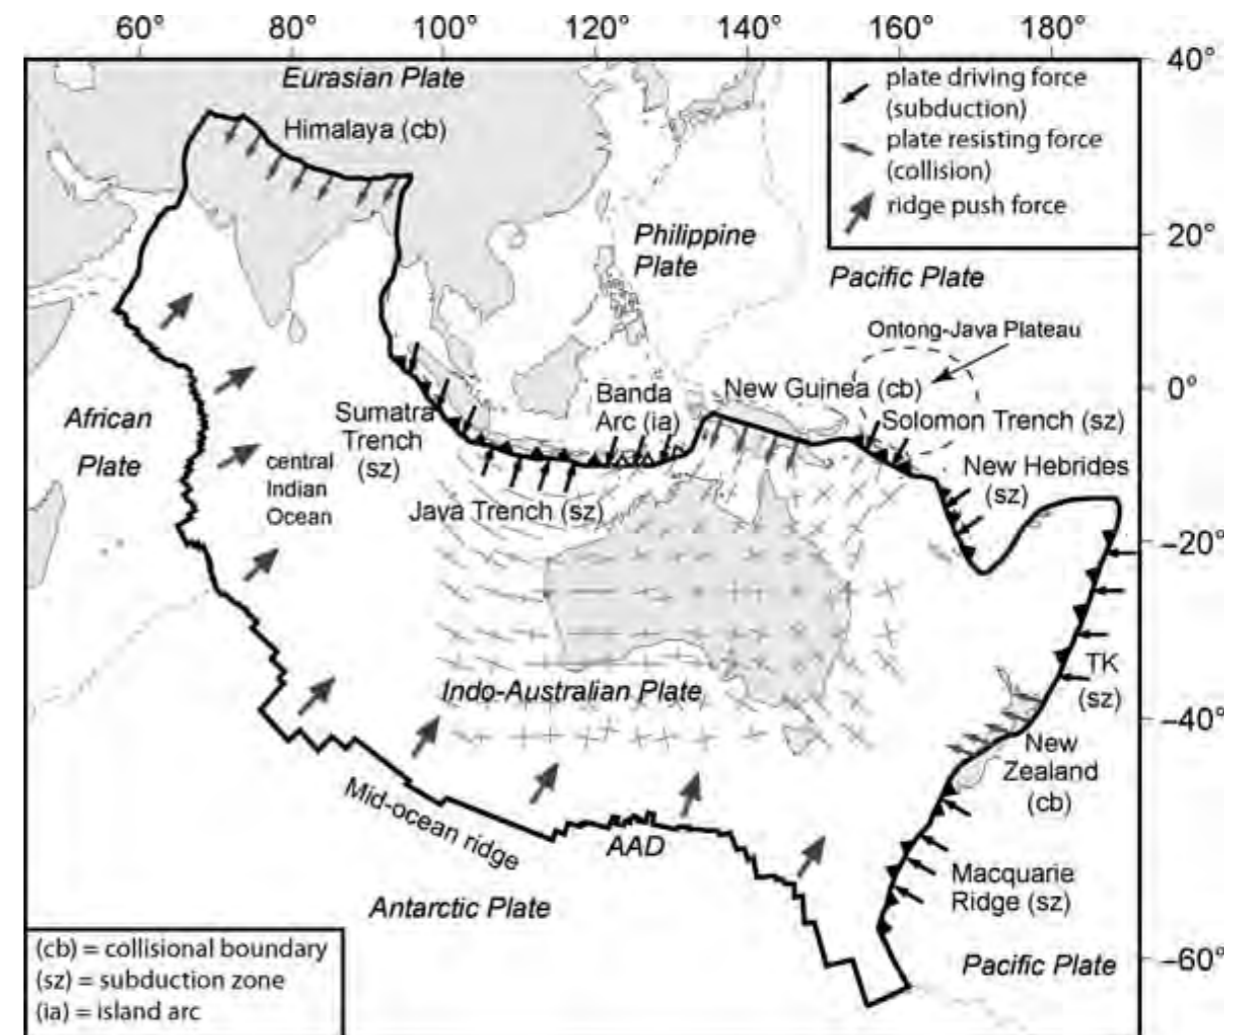 60° 80° 100° 120° 140° 160° 180°
40°
20°
0°
–20°
–40°
–60°
plate driving force
(subduction)
plate resisting force
(collision)
ridge push force
Eurasian Plate
Himalaya (cb)
Philippine
Plate
Pacific Plate
Ontong-Java Plateau
African
Plate
central
Indian
Ocean
Sumatra
Trench
(sz)
Banda
Arc (ia)
New Guinea (cb)
Solomon Trench (sz)
New Hebrides
(sz)
Java Trench (sz)
Indo-Australian Plate
TK
(sz)
New
Zealand
(cb)
Mid-ocean ridge
AAD
Macquarie
Ridge (sz)
Antarctic Plate
Pacific Plate
(cb) = collisional boundary
(sz) = subduction zone
(ia) = island arc